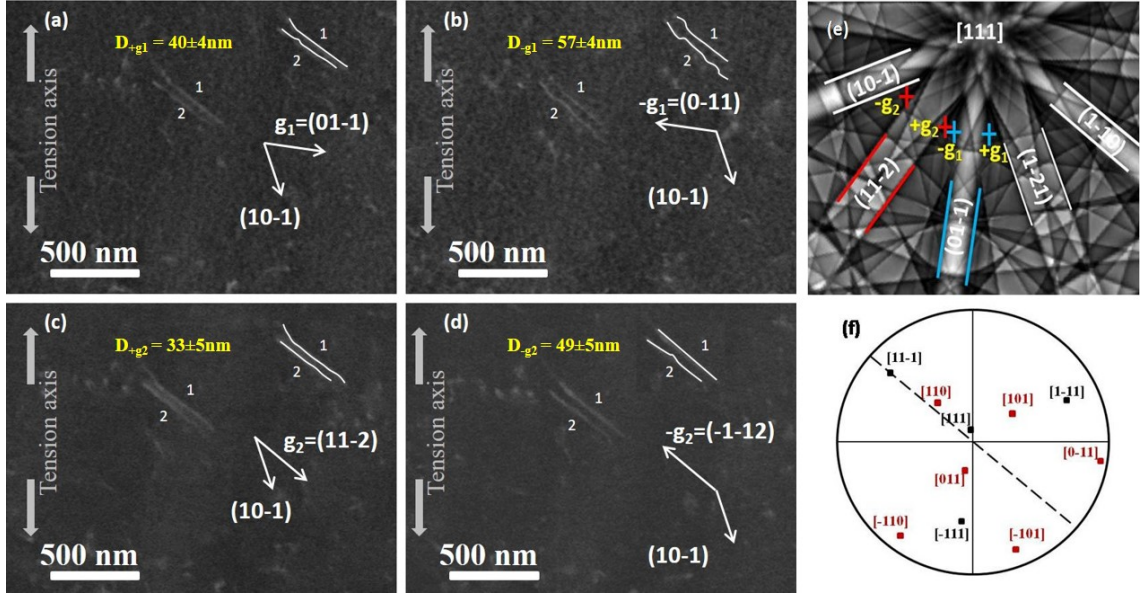 (a)
D+g1 = 40±4nm
1
2
1
2
g1=(01-1)
(10-1)
Tension axis
500 nm
(b)
D-g1 = 57±4nm
1
2
1
2
-g1=(0-11)
(10-1)
Tension axis
500 nm
(c)
D+g2 = 33±5nm
1
2
1
2
g2=(11-2)
(10-1)
Tension axis
500 nm
(d)
D-g2 = 49±5nm
1
2
1
2
-g2=(-1-12)
(10-1)
Tension axis
500 nm
(e)
[111]
(10-1)
-g2
+g2
-g1
+g1
(1-10)
(11-2)
(1-21)
(01-1)
(f)
[11-1]
[110]
[101]
[1-11]
[111]
[0-11]
[011]
[-110]
[-111]
[-101]